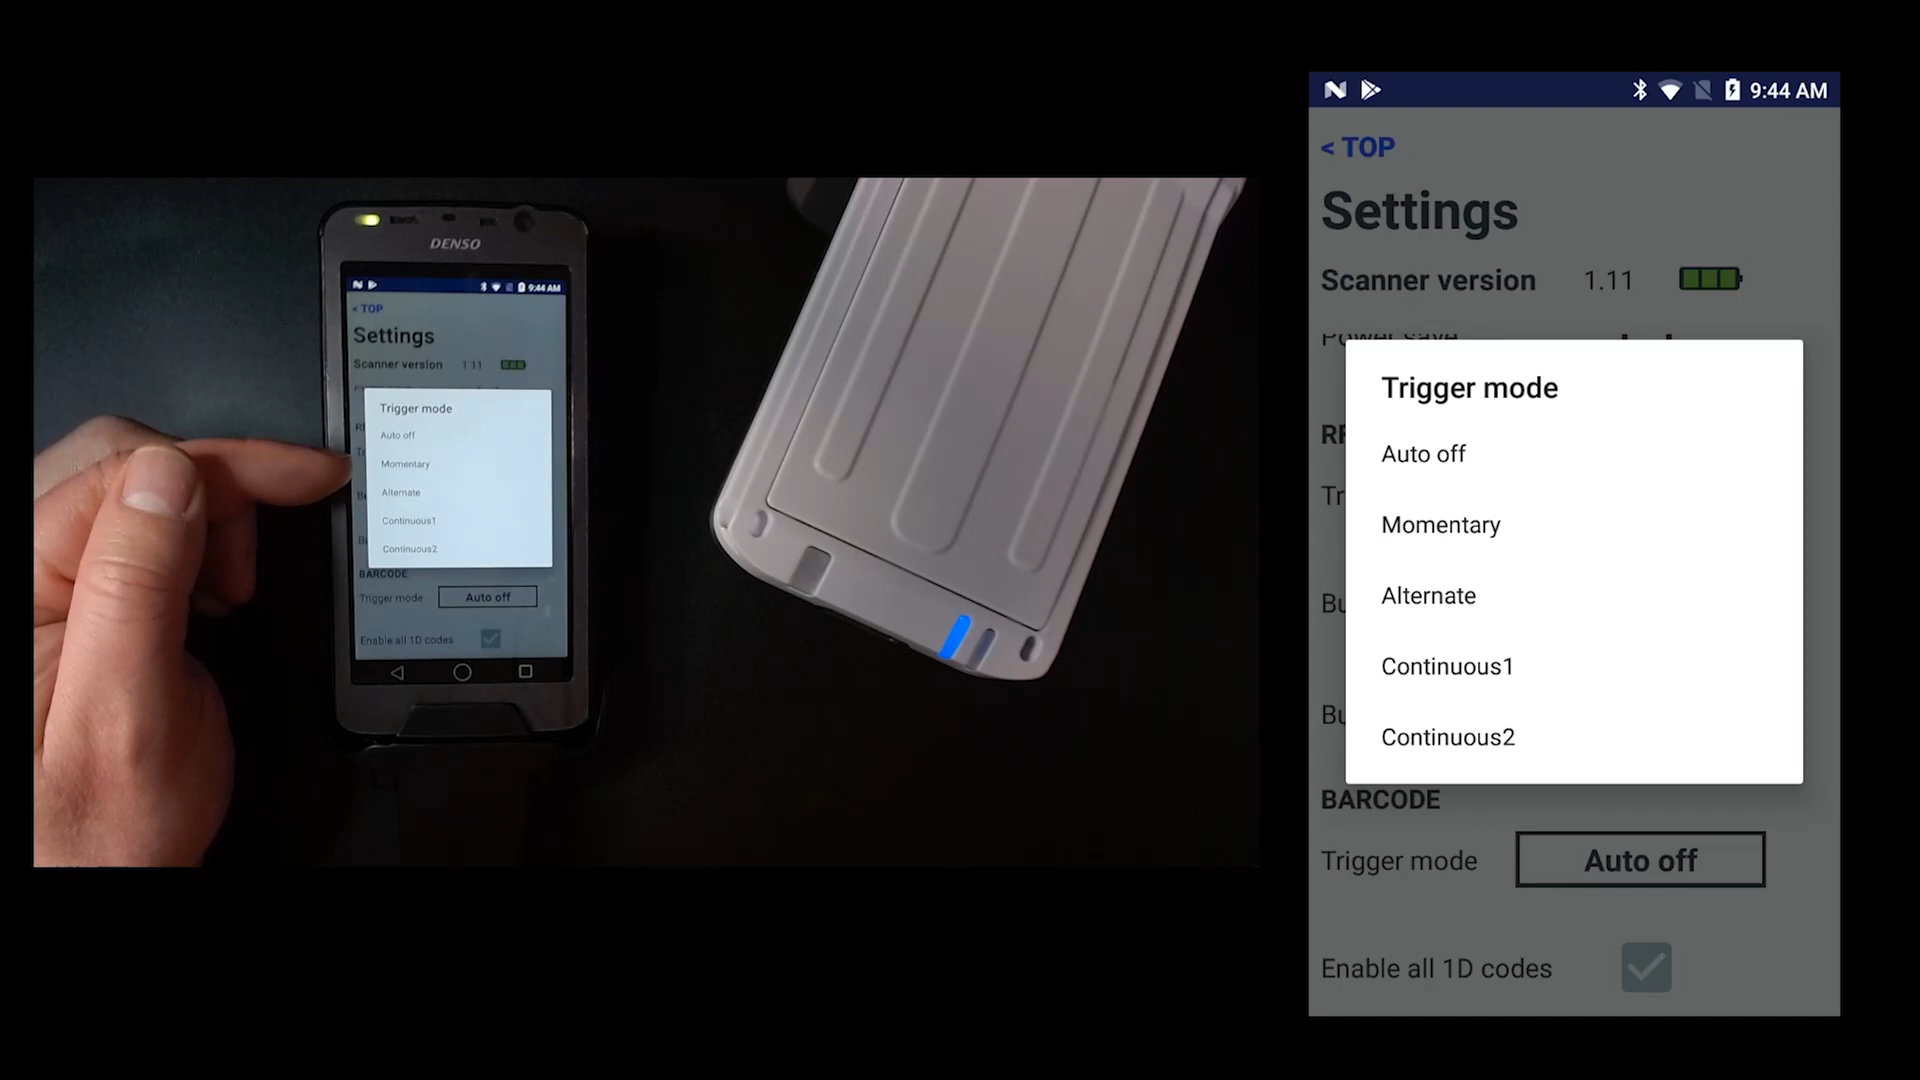 DENSO
9:44 AM
< TOP
Settings
Scanner version 1.11
Trigger mode
Auto off
Momentary
Alternate
Continuous1
Continuous2
BARCODE
Trigger mode Auto off
Enable all 1D codes
9:44 AM
< TOP
Settings
Scanner version 1.11
Power save
Trigger mode
Auto off
Momentary
Alternate
Continuous1
Continuous2
BARCODE
Trigger mode Auto off
Enable all 1D codes